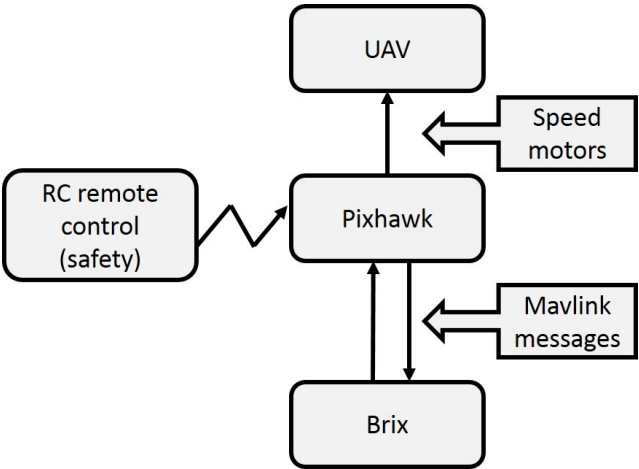 UAV
Speed
motors
RC remote
control
(safety)
Pixhawk
Mavlink
messages
Brix